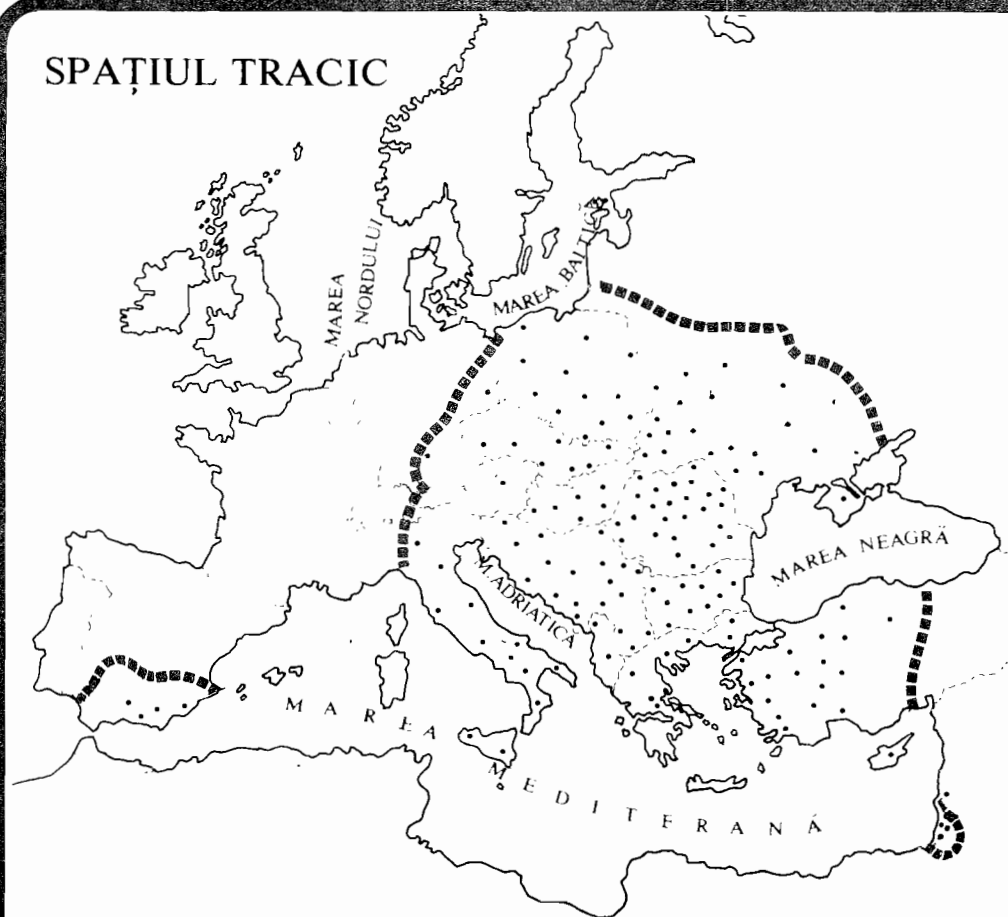 SPAȚIUL TRACIC
MAREA
NORDULUI
MAREA BALTICĂ
MAREA NEAGRĂ
M. ADRIATICĂ
MAREA
MEDITERANĂ